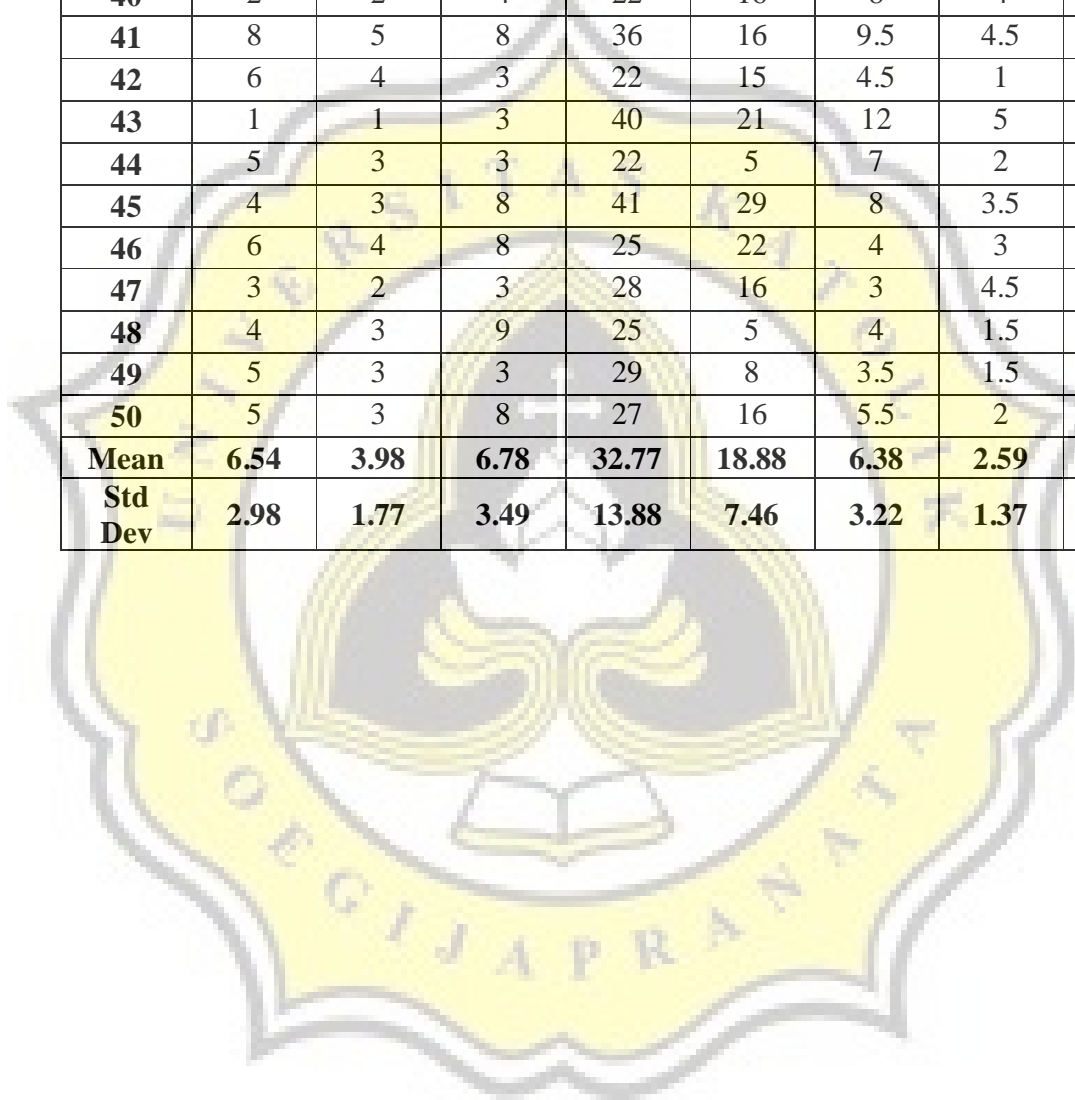 41 8 5 8 36 16 9.5 4.5
42 6 4 3 22 15 4.5 1
43 1 1 3 40 21 12 5
44 5 3 3 22 5 7 2
45 4 3 8 41 29 8 3.5
46 6 4 8 25 22 4 3
47 3 2 3 28 16 3 4.5
48 4 3 9 25 5 4 1.5
49 5 3 3 29 8 3.5 1.5
50 5 3 8 27 16 5.5 2
Mean 6.54 3.98 6.78 32.77 18.88 6.38 2.59
Std
Dev 2.98 1.77 3.49 13.88 7.46 3.22 1.37
UNIVERSITAS KATOLIK
SOEGIJAPRANATA